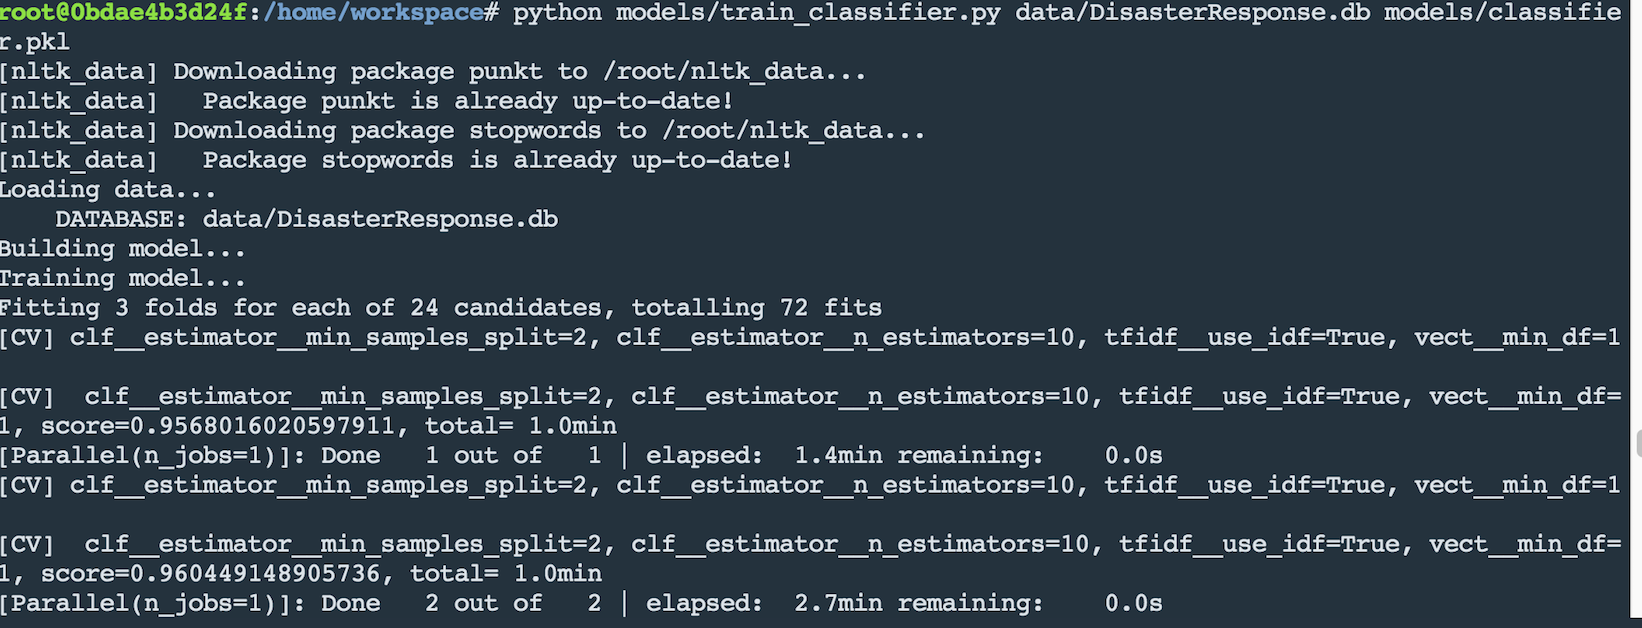 root@0bdae4b3d24f:/home/workspace# python models/train_classifier.py data/DisasterResponse.db models/classifie
r.pkl
[nltk_data] Downloading package punkt to /root/nltk_data...
[nltk_data]   Package punkt is already up-to-date!
[nltk_data] Downloading package stopwords to /root/nltk_data...
[nltk_data]   Package stopwords is already up-to-date!
Loading data...
    DATABASE: data/DisasterResponse.db
Building model...
Training model...
Fitting 3 folds for each of 24 candidates, totalling 72 fits
[CV] clf__estimator__min_samples_split=2, clf__estimator__n_estimators=10, tfidf__use_idf=True, vect__min_df=1
[CV]  clf__estimator__min_samples_split=2, clf__estimator__n_estimators=10, tfidf__use_idf=True, vect__min_df=
1, score=0.9568016020597911, total= 1.0min
[Parallel(n_jobs=1)]: Done   1 out of   1 | elapsed:  1.4min remaining:    0.0s
[CV] clf__estimator__min_samples_split=2, clf__estimator__n_estimators=10, tfidf__use_idf=True, vect__min_df=1
[CV]  clf__estimator__min_samples_split=2, clf__estimator__n_estimators=10, tfidf__use_idf=True, vect__min_df=
1, score=0.960449148905736, total= 1.0min
[Parallel(n_jobs=1)]: Done   2 out of   2 | elapsed:  2.7min remaining:    0.0s